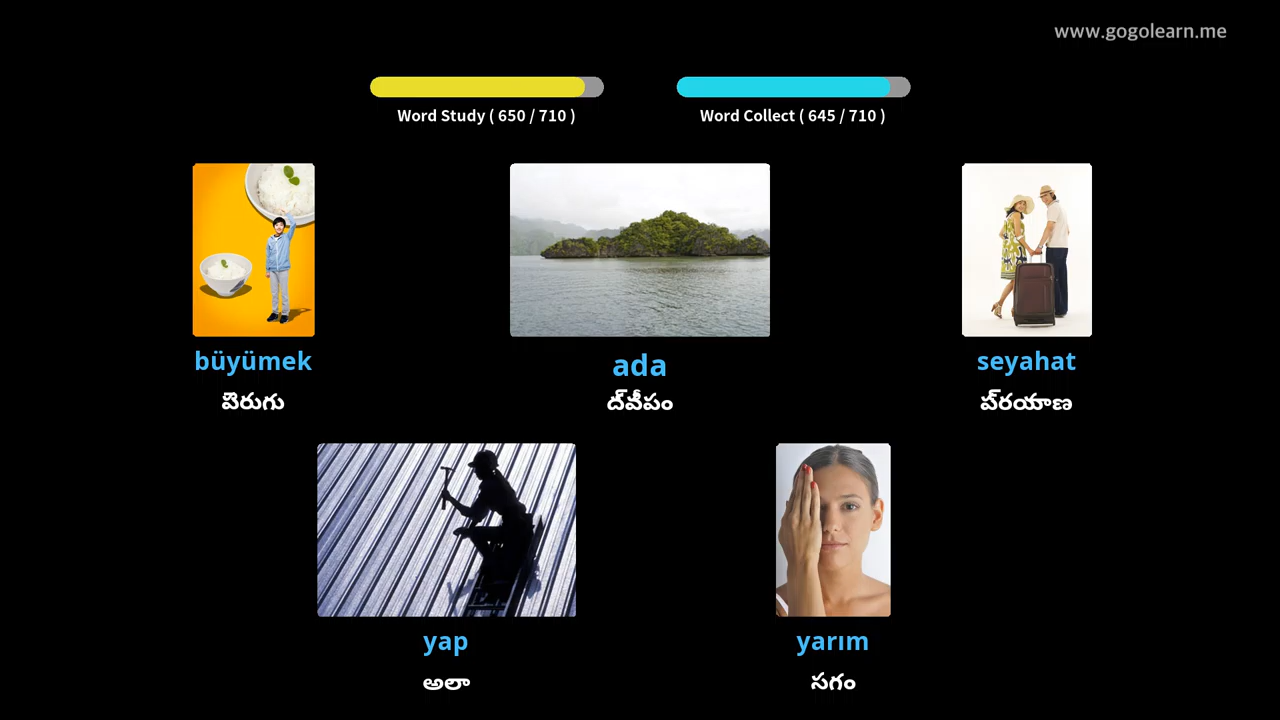 www.gogolearn.me
Word Study ( 650 / 710 )
Word Collect ( 645 / 710 )
büyümek
ada
seyahat
పెరుగు
ద్వీపం
ప్రయాణ
yap
yarım
అలా
సగం